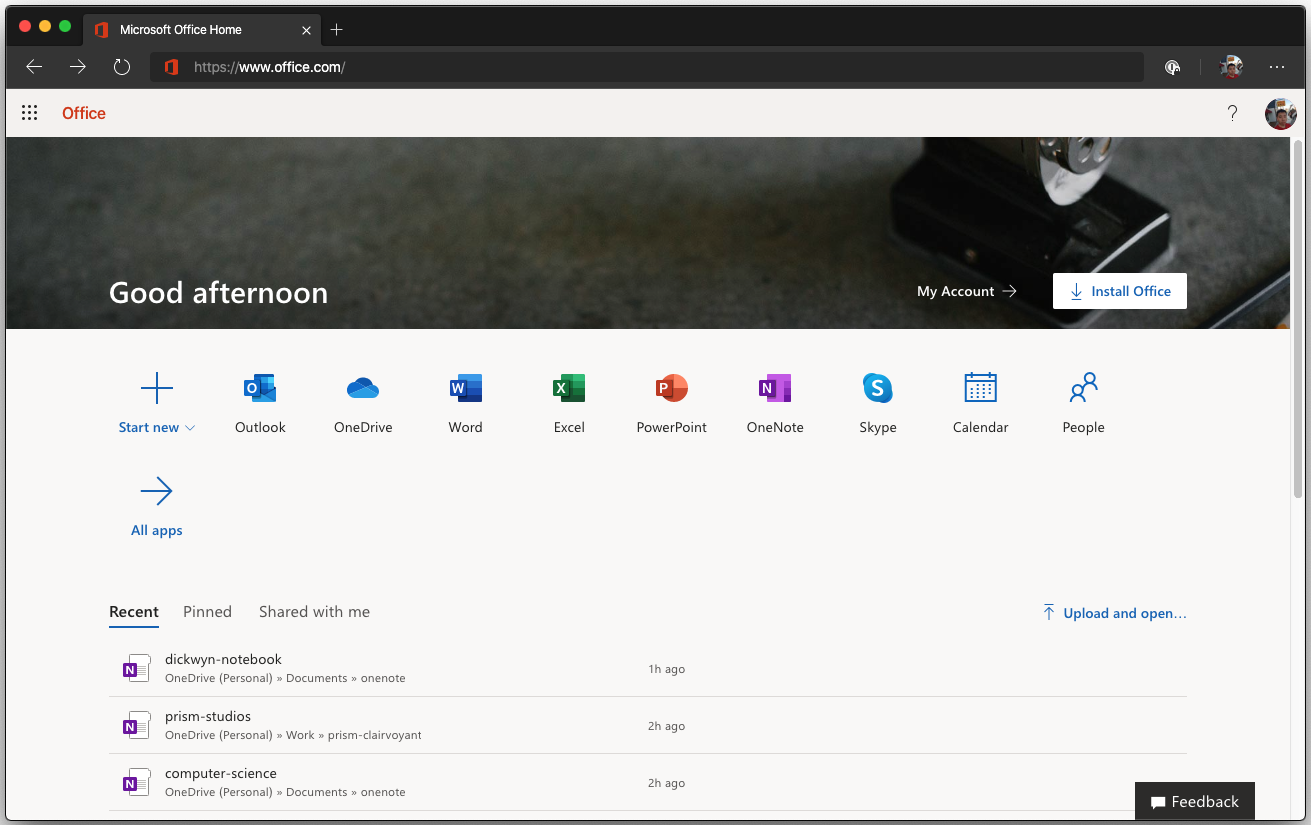 Microsoft Office Home
https://www.office.com/
Office
?
Good afternoon
My Account
Install Office
Start new
Outlook
OneDrive
Word
Excel
PowerPoint
OneNote
Skype
Calendar
People
All apps
Recent Pinned Shared with me
Upload and open...
dickwyn-notebook
OneDrive (Personal) » Documents » onenote
1h ago
prism-studios
OneDrive (Personal) » Work » prism-clairvoyant
2h ago
computer-science
OneDrive (Personal) » Documents » onenote
2h ago
Feedback